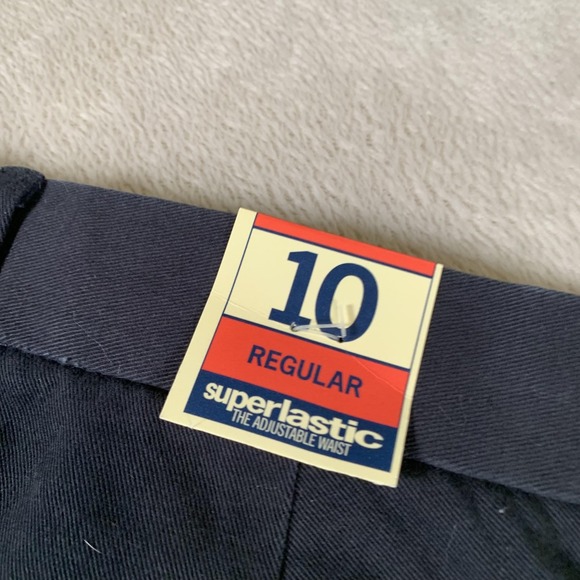 10
REGULAR
superlastic
THE ADJUSTABLE WAIST